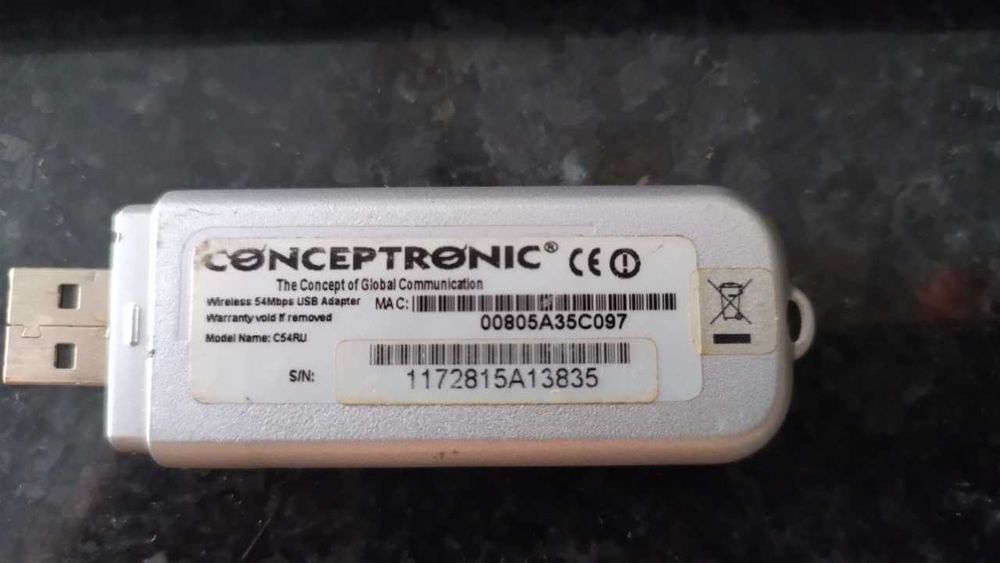 CONCEPTRONIC® CE
The Concept of Global Communication
Wireless 54Mbps USB Adapter
MAC:
Warranty void if removed
00805A35C097
Model Name: C54RU
S/N:
1172815A13835